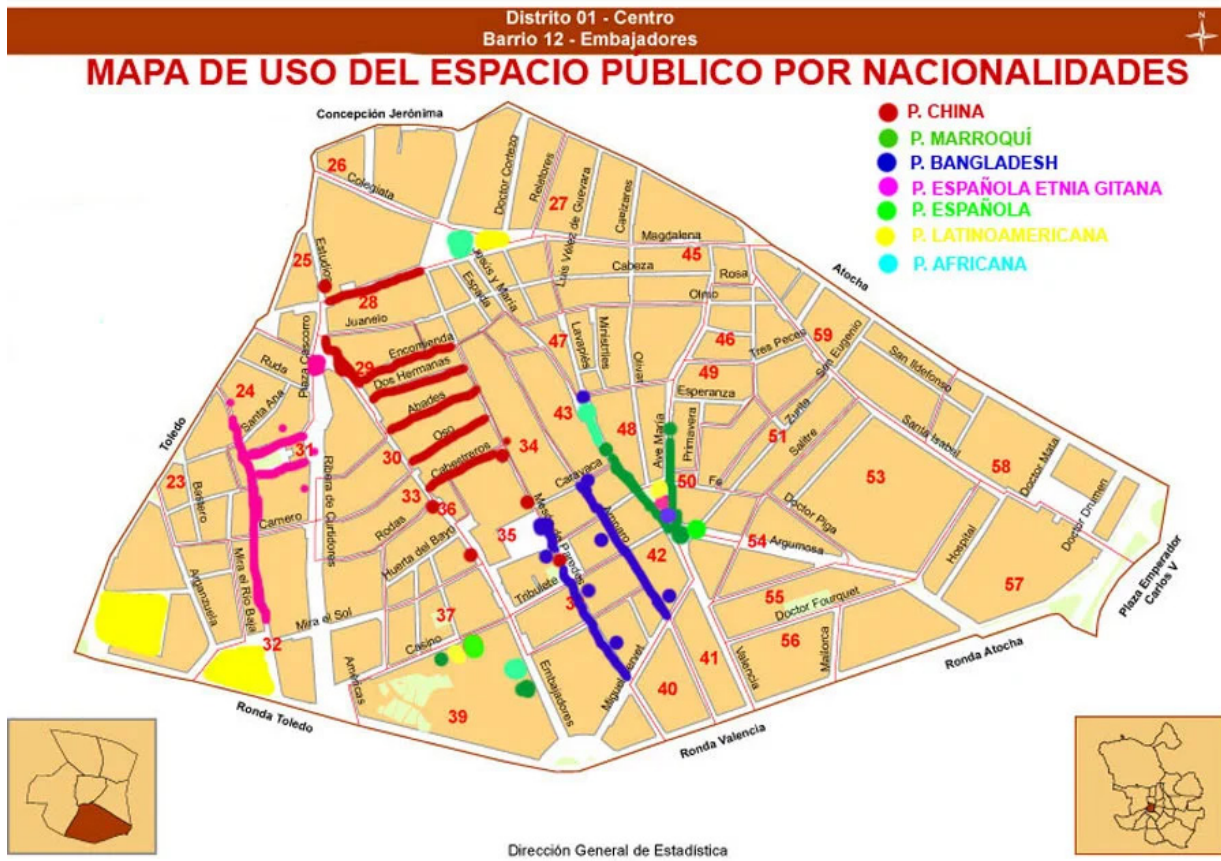 Distrito 01 - Centro
Barrio 12 - Embajadores
N
MAPA DE USO DEL ESPACIO PÚBLICO POR NACIONALIDADES
P. CHINA
P. MARROQUÍ
P. BANGLADESH
P. ESPAÑOLA ETNIA GITANA
P. ESPAÑOLA
P. LATINOAMERICANA
P. AFRICANA
Concepción Jerónima
26
Colegiata
Doctor Cortezo
Relatores
27
Luis Vélez de Guevara
Cañizares
Magdalena
45
25
Estudios
Jesús y María
Cabeza
Rosa
Atocha
28
Espada
Olmo
Juanelo
Lavapiés
Ministriles
47
46
59
Tres Peces
San Eugenio
Plaza Cascorro
Encomienda
Olivar
San Ildefonso
Ruda
29
Dos Hermanas
49
24
Santa Ana
Abades
Esperanza
Zurita
43
48
Primavera
51
Salitre
Santa Isabel
Toledo
31
Oso
34
Ave María
53
58
Doctor Mata
30
Cabestreros
Caravaca
50
Fe
23
Bastero
Ribera de Curtidores
33
36
Doctor Piga
Doctor Drumen
Carnero
Rodas
Mesón de Paredes
Amparo
35
42
54
Argumosa
Hospital
Huerta del Bayo
Arganzuela
Mira el Río Baja
Tribulete
57
Plaza Emperador
Carlos V
55
Doctor Fourquet
Mira el Sol
37
56
32
Casino
41
Valencia
Mallorca
Ronda Atocha
Américas
Embajadores
40
39
Ronda Toledo
Ronda Valencia
Dirección General de Estadística